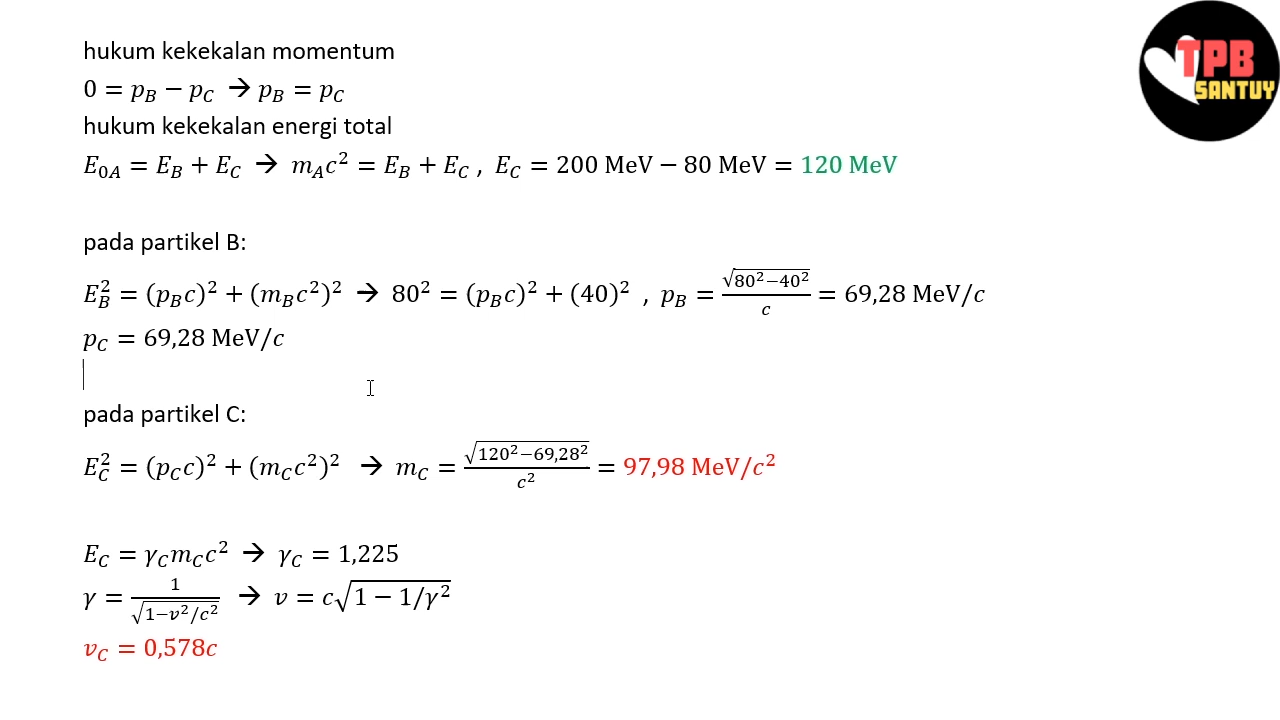 hukum kekekalan momentum
0 = p_B − p_C → p_B = p_C
hukum kekekalan energi total
E_{0A} = E_B + E_C → m_A c² = E_B + E_C , E_C = 200 MeV − 80 MeV = 120 MeV
pada partikel B:
E_B² = (p_B c)² + (m_B c²)² → 80² = (p_B c)² + (40)² , p_B = √(80²−40²)/c = 69,28 MeV/c
p_C = 69,28 MeV/c
pada partikel C:
E_C² = (p_C c)² + (m_C c²)² → m_C = √(120²−69,28²)/c² = 97,98 MeV/c²
E_C = γ_C m_C c² → γ_C = 1,225
γ = 1/√(1−v²/c²) → v = c√(1 − 1/γ²)
v_C = 0,578c
TPB
SANTUY